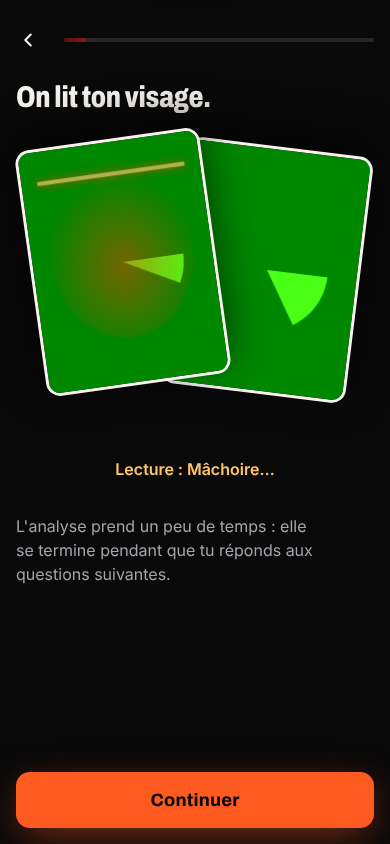 On lit ton visage.
Lecture : Mâchoire…
L'analyse prend un peu de temps : elle
se termine pendant que tu réponds aux
questions suivantes.
Continuer